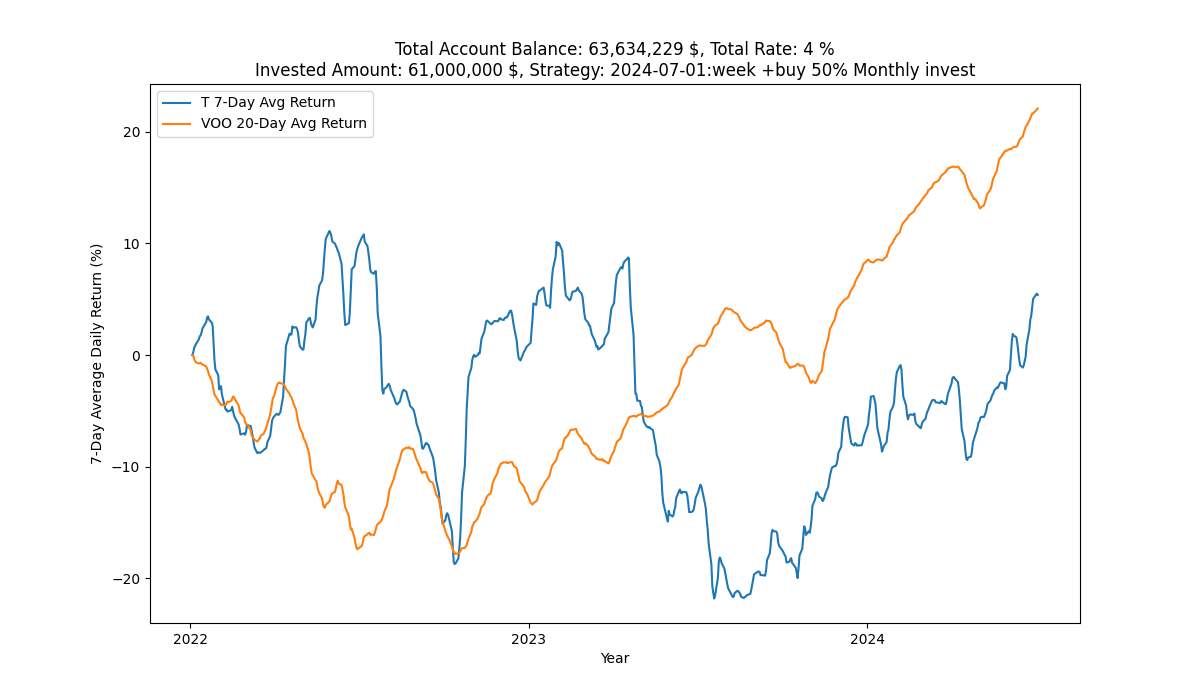 Total Account Balance: 63,634,229 $, Total Rate: 4 %
Invested Amount: 61,000,000 $, Strategy: 2024-07-01:week +buy 50% Monthly invest
T 7-Day Avg Return
VOO 20-Day Avg Return
7-Day Average Daily Return (%)
20
10
0
−10
−20
2022
2023
2024
Year